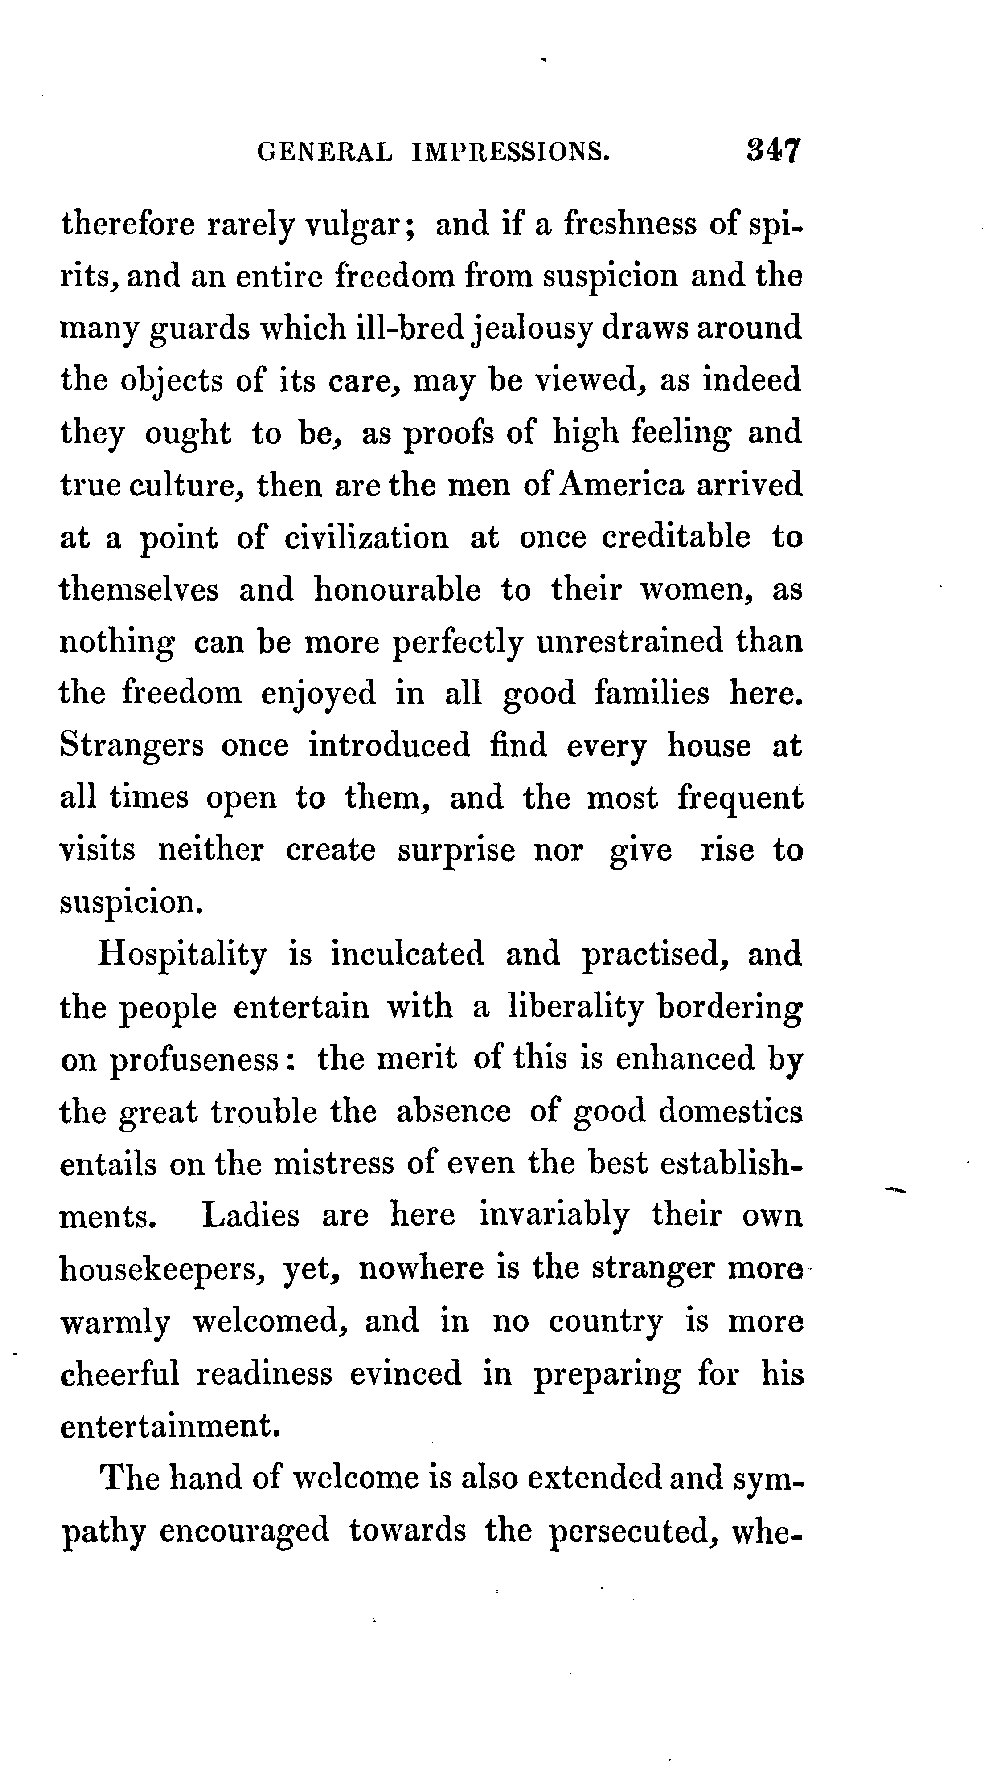 GENERAL IMPRESSIONS. 347
therefore rarely vulgar; and if a freshness of spi-
rits, and an entire freedom from suspicion and the
many guards which ill-bred jealousy draws around
the objects of its care, may be viewed, as indeed
they ought to be, as proofs of high feeling and
true culture, then are the men of America arrived
at a point of civilization at once creditable to
themselves and honourable to their women, as
nothing can be more perfectly unrestrained than
the freedom enjoyed in all good families here.
Strangers once introduced find every house at
all times open to them, and the most frequent
visits neither create surprise nor give rise to
suspicion.
Hospitality is inculcated and practised, and
the people entertain with a liberality bordering
on profuseness: the merit of this is enhanced by
the great trouble the absence of good domestics
entails on the mistress of even the best establish-
ments. Ladies are here invariably their own
housekeepers, yet, nowhere is the stranger more
warmly welcomed, and in no country is more
cheerful readiness evinced in preparing for his
entertainment.
The hand of welcome is also extended and sym-
pathy encouraged towards the persecuted, whe-